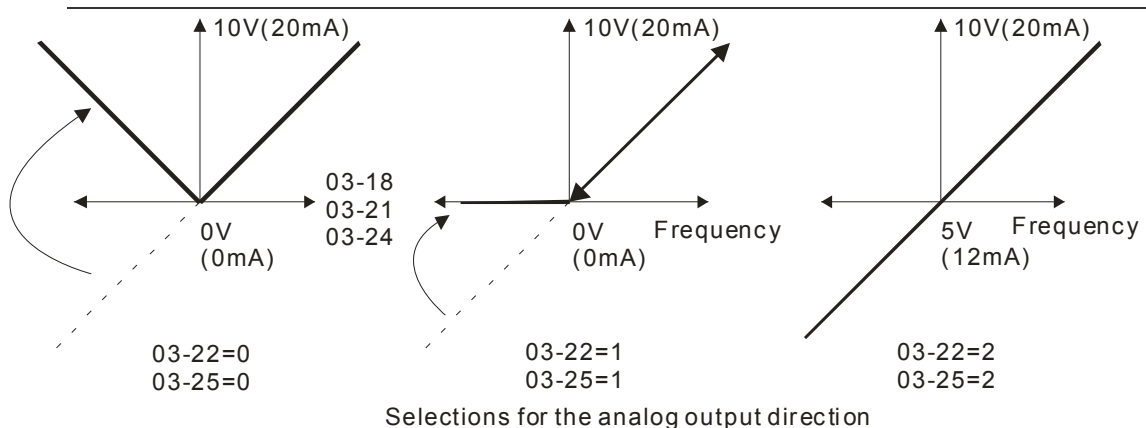 10V(20mA)
0V
(0mA)
03-18
03-21
03-24
03-22=0
03-25=0
10V(20mA)
0V
(0mA)
Frequency
03-22=1
03-25=1
10V(20mA)
5V
(12mA)
Frequency
03-22=2
03-25=2
Selections for the analog output direction